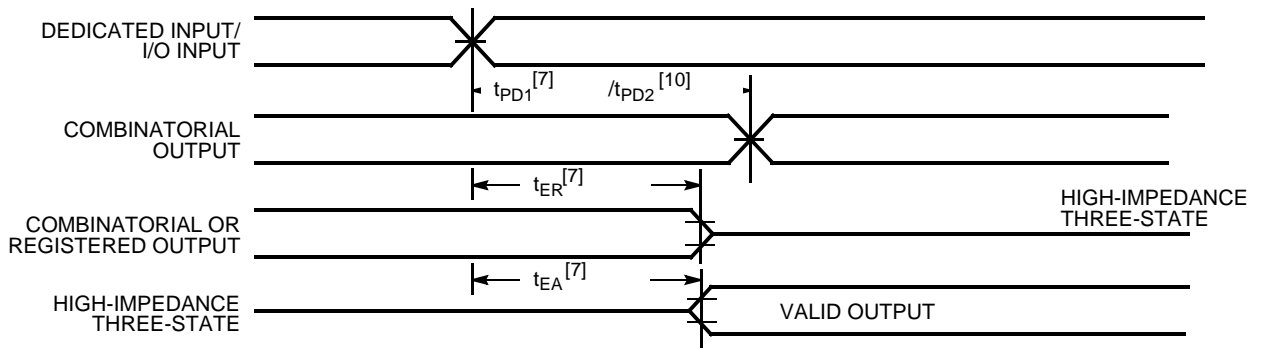 DEDICATED INPUT/
I/O INPUT
tPD1[7] /tPD2[10]
COMBINATORIAL
OUTPUT
tER[7]
HIGH-IMPEDANCE
THREE-STATE
COMBINATORIAL OR
REGISTERED OUTPUT
tEA[7]
HIGH-IMPEDANCE
THREE-STATE
VALID OUTPUT